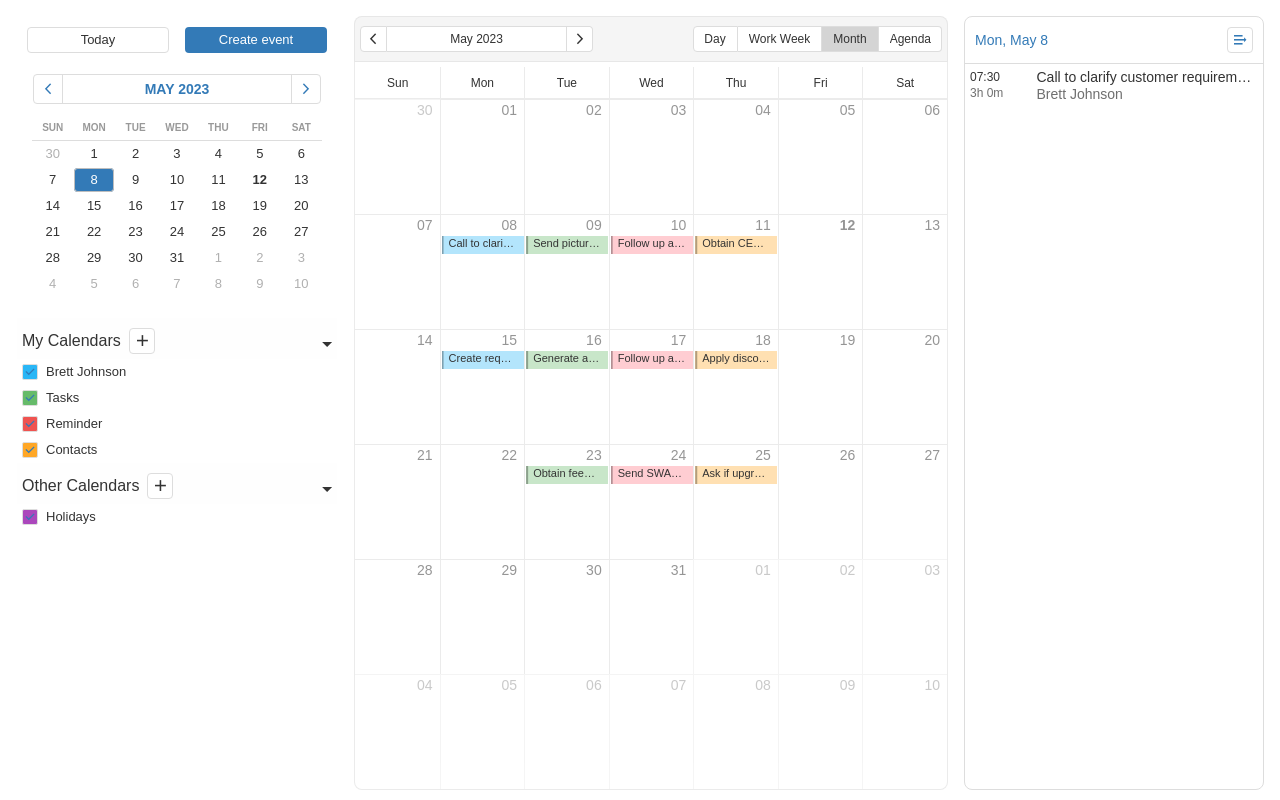 Today
Create event
MAY 2023
SUN MON TUE WED THU FRI SAT
30 1 2 3 4 5 6
7 8 9 10 11 12 13
14 15 16 17 18 19 20
21 22 23 24 25 26 27
28 29 30 31 1 2 3
4 5 6 7 8 9 10
My Calendars
Brett Johnson
Tasks
Reminder
Contacts
Other Calendars
Holidays
May 2023
Day Work Week Month Agenda
Sun Mon Tue Wed Thu Fri Sat
30 01 02 03 04 05 06
07 08 09 10 11 12 13
Call to clari… Send pictur… Follow up a… Obtain CE…
14 15 16 17 18 19 20
Create req… Generate a… Follow up a… Apply disco…
21 22 23 24 25 26 27
Obtain fee… Send SWA… Ask if upgr…
28 29 30 31 01 02 03
04 05 06 07 08 09 10
Mon, May 8
07:30 Call to clarify customer requirem…
3h 0m Brett Johnson